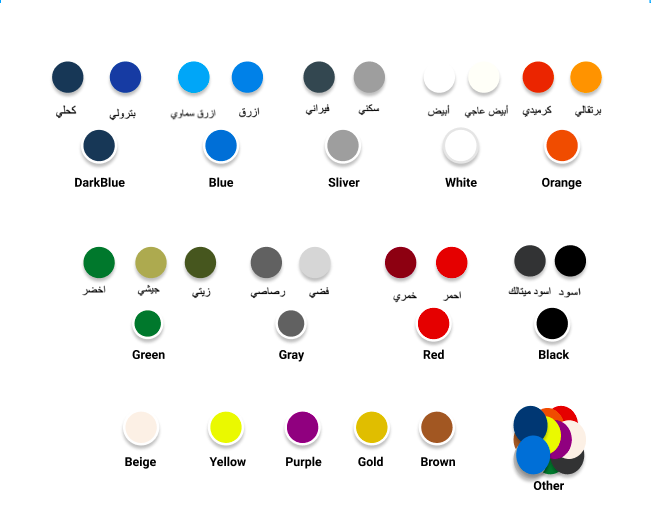 كحلي
بترولي
ازرق سماوي
ازرق
فيراني
سكني
أبيض
أبيض عاجي
كرميدي
برتقالي
DarkBlue
Blue
Sliver
White
Orange
اخضر
جيشي
زيتي
رصاصي
فضي
خمري
احمر
اسود ميتالك
اسود
Green
Gray
Red
Black
Beige
Yellow
Purple
Gold
Brown
Other